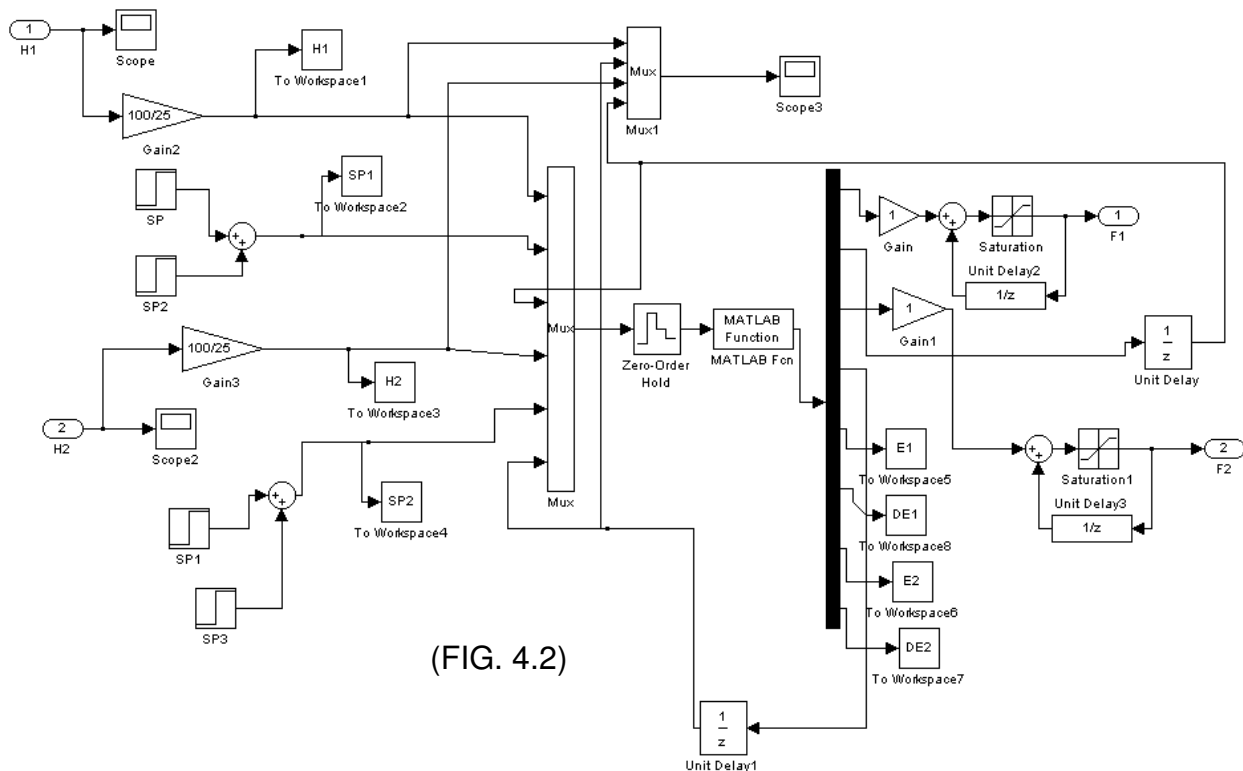 1
H1
Scope
H1
To Workspace1
100/25
Gain2
Mux
Mux1
Scope3
SP
SP1
To Workspace2
SP2
100/25
Gain3
H2
To Workspace3
2
H2
Scope2
SP1
SP2
To Workspace4
SP3
Mux
Mux
Zero-Order
Hold
MATLAB
Function
MATLAB Fcn
1
Gain
+
+
Saturation
1
F1
Unit Delay2
1/z
1
Gain1
1
z
Unit Delay
+
+
E1
To Workspace5
DE1
To Workspace8
E2
To Workspace6
DE2
To Workspace7
+
+
Saturation1
2
F2
Unit Delay3
1/z
+
+
1
z
Unit Delay1
(FIG. 4.2)